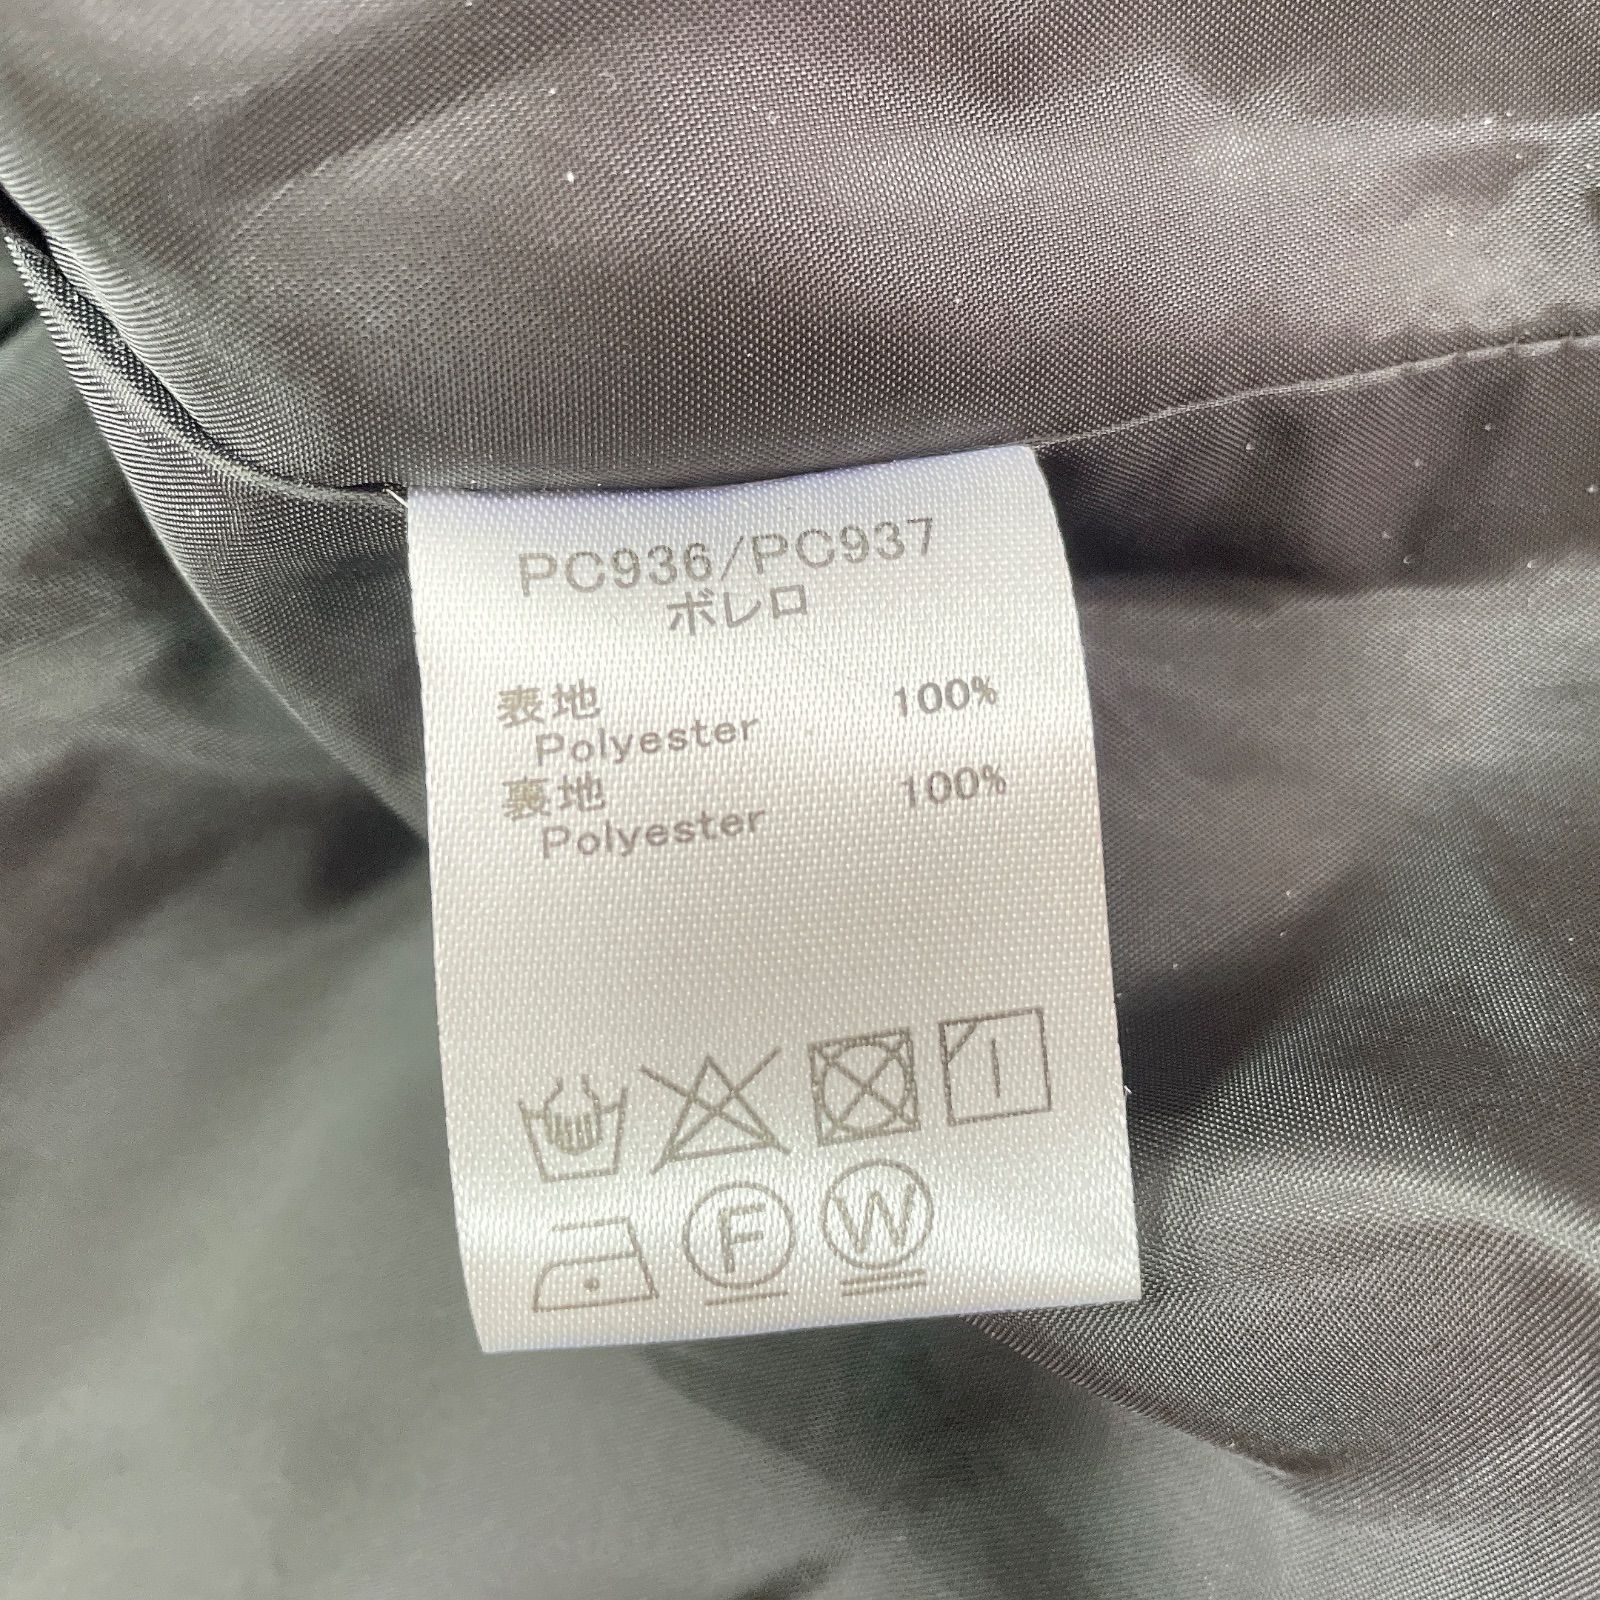 PC936/PC937
ボレロ
表地 100%
Polyester
裏地 100%
Polyester
F W